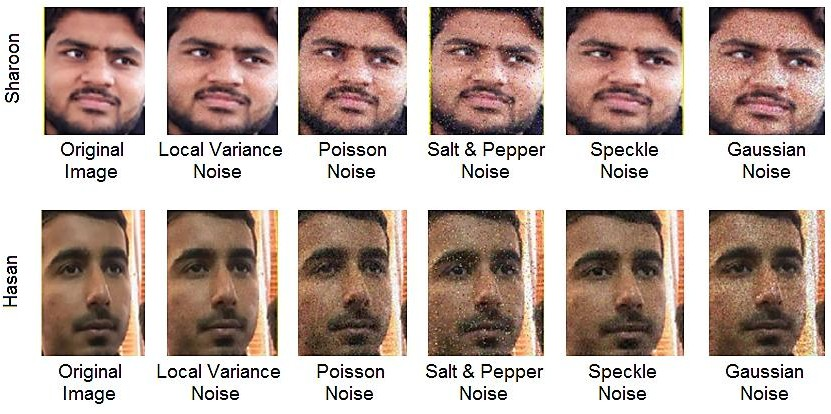 Sharoon
Original Image
Local Variance Noise
Poisson Noise
Salt & Pepper Noise
Speckle Noise
Gaussian Noise
Hasan
Original Image
Local Variance Noise
Poisson Noise
Salt & Pepper Noise
Speckle Noise
Gaussian Noise